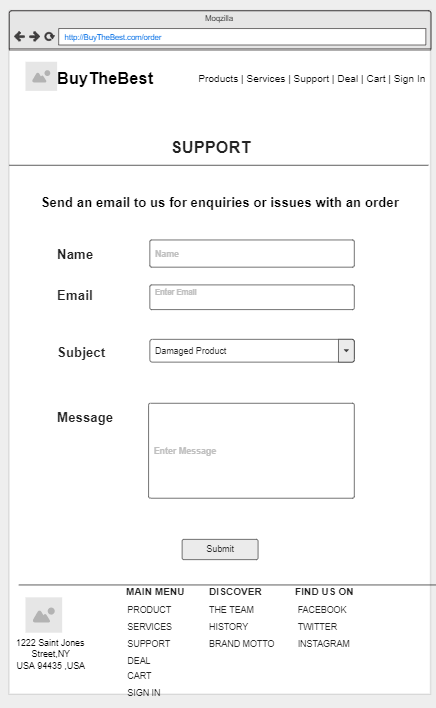 Moqzilla
http://BuyTheBest.com/order
BuyTheBest
Products | Services | Support | Deal | Cart | Sign In
SUPPORT
Send an email to us for enquiries or issues with an order
Name
Name
Email
Enter Email
Subject
Damaged Product
Message
Enter Message
Submit
1222 Saint Jones
Street,NY
USA 94435 ,USA
MAIN MENU
PRODUCT
SERVICES
SUPPORT
DEAL
CART
SIGN IN
DISCOVER
THE TEAM
HISTORY
BRAND MOTTO
FIND US ON
FACEBOOK
TWITTER
INSTAGRAM